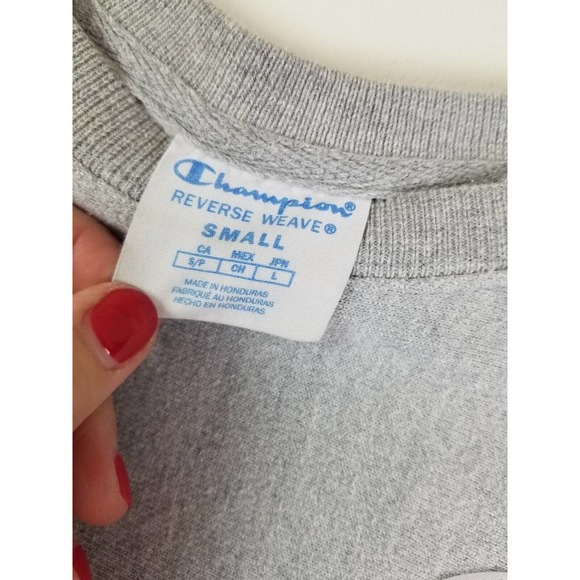 Champion®
REVERSE WEAVE®
SMALL
CA MEX JPN
S/P CH L
MADE IN HONDURAS
FABRIQUÉ AU HONDURAS
HECHO EN HONDURAS